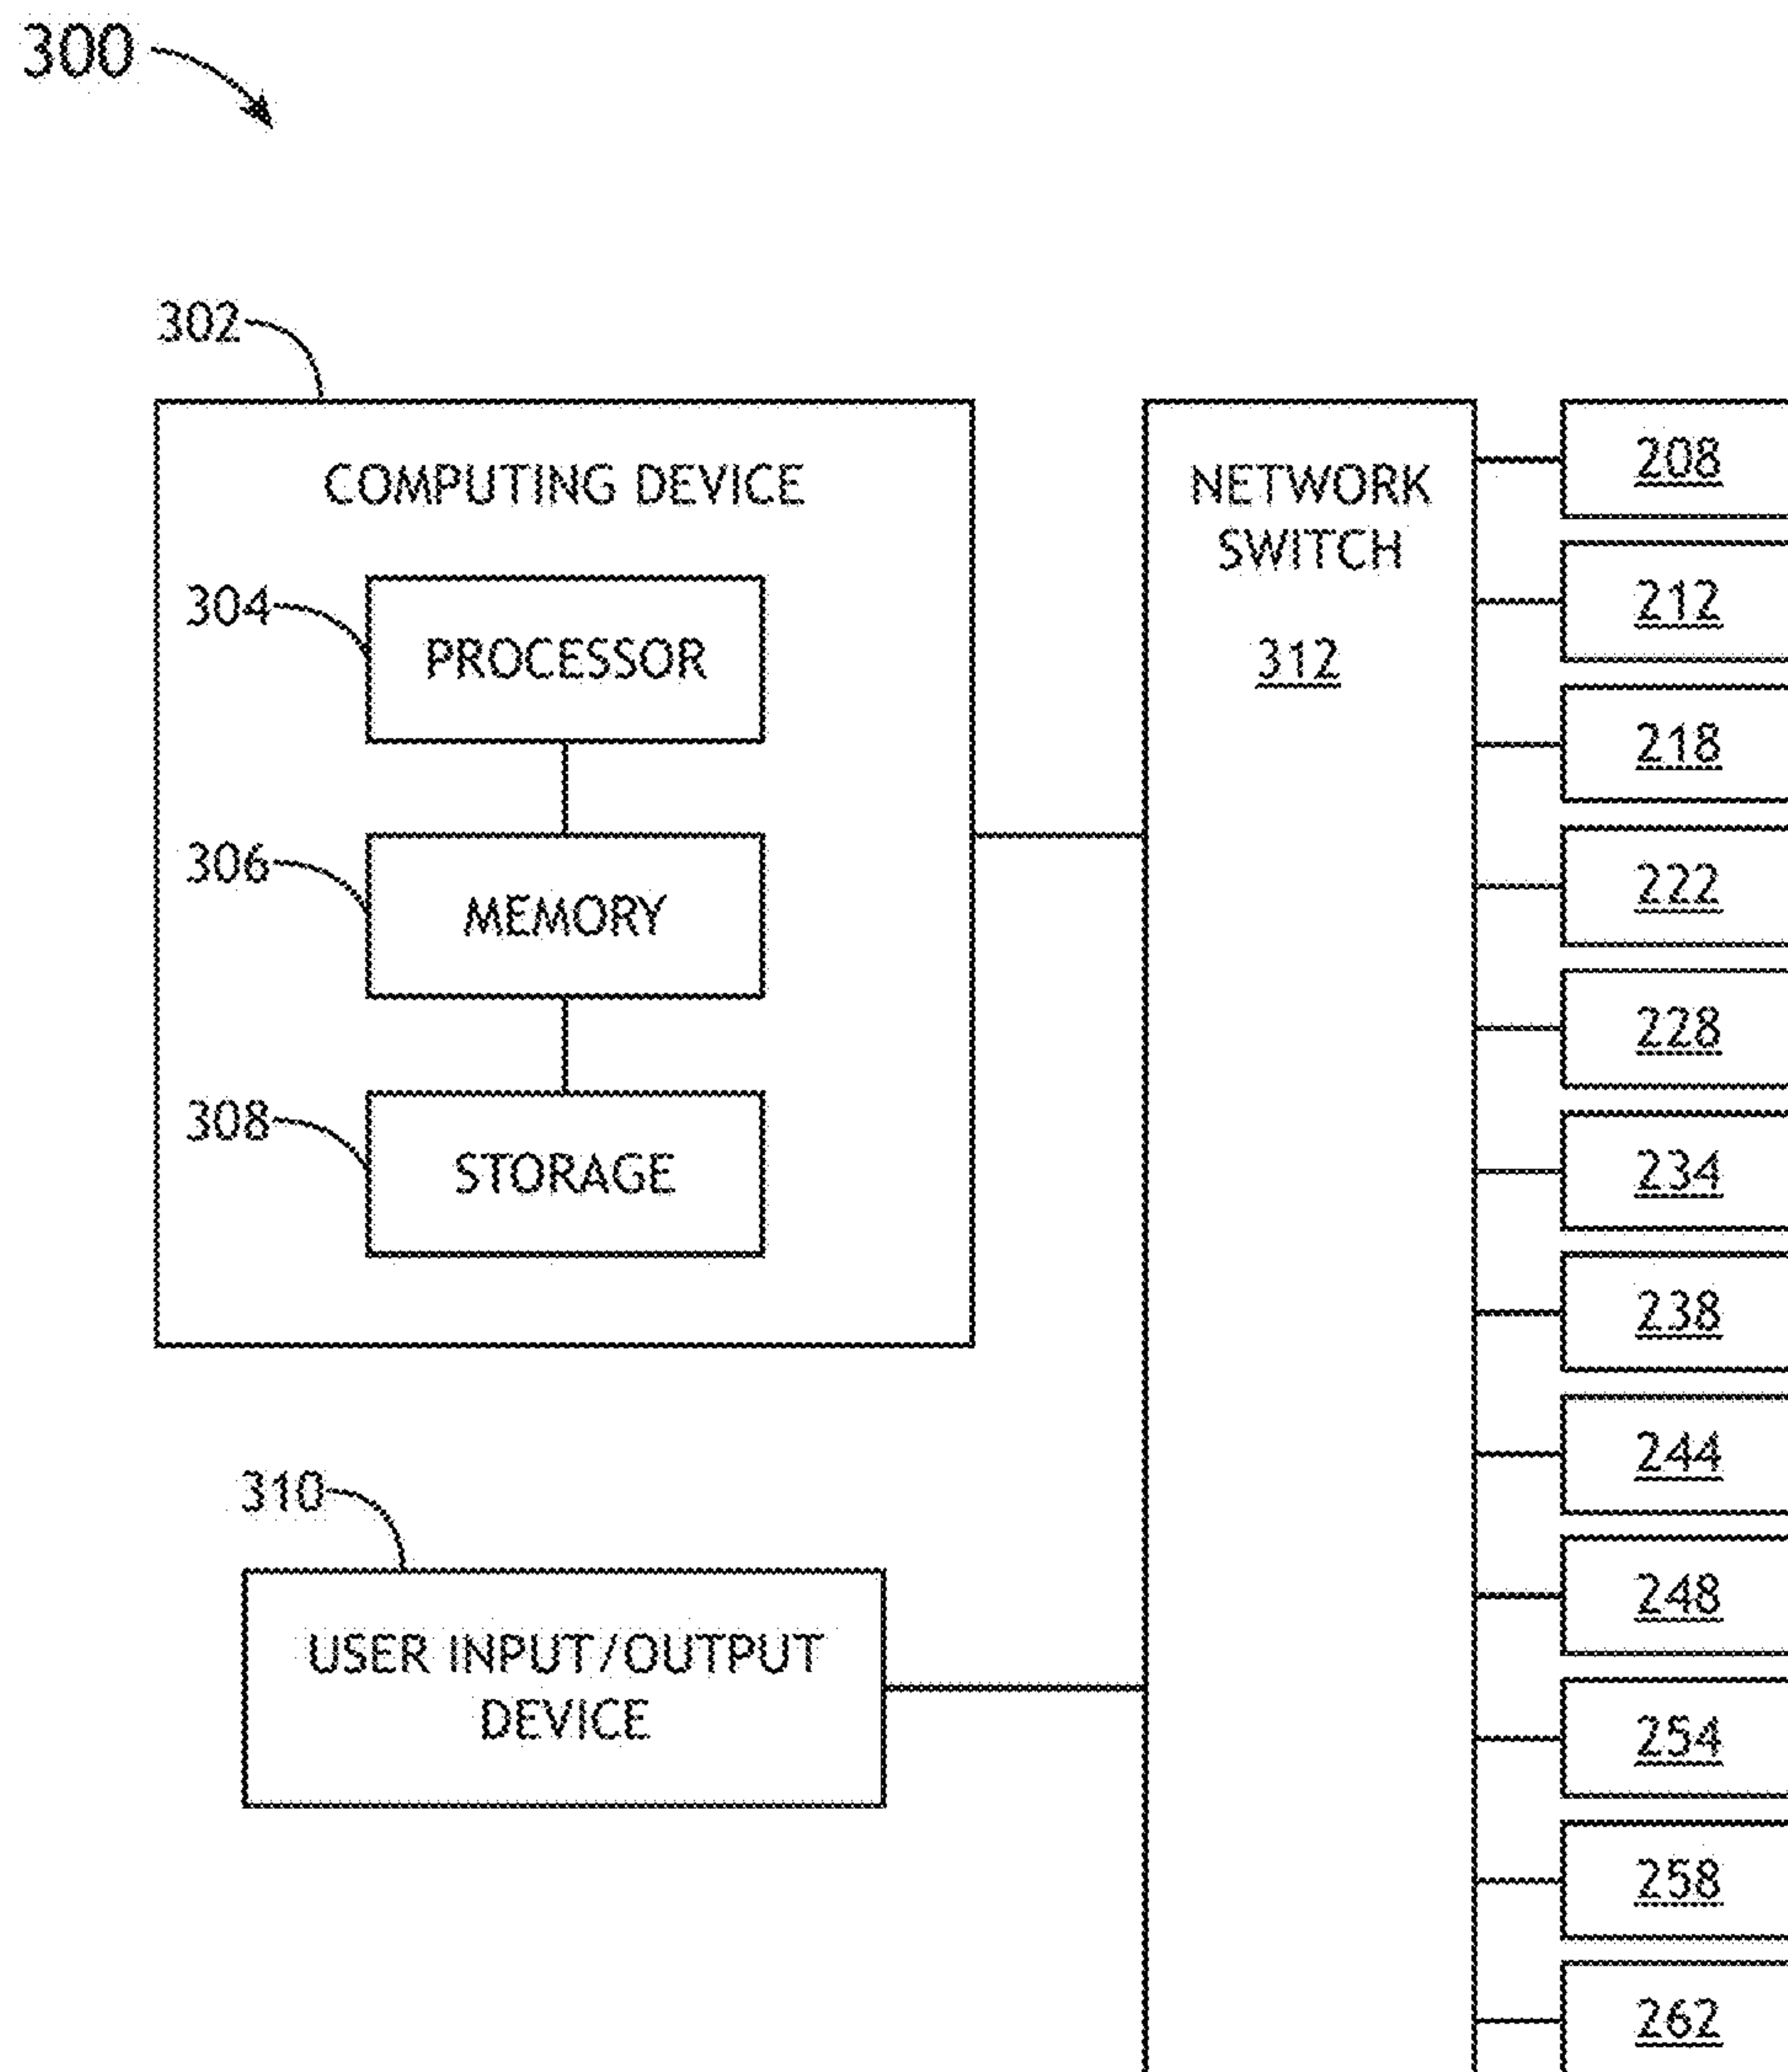 300
302
COMPUTING DEVICE
304
PROCESSOR
306
MEMORY
308
STORAGE
310
USER INPUT/OUTPUT
DEVICE
NETWORK
SWITCH
312
208
212
218
222
228
234
238
244
248
254
258
262